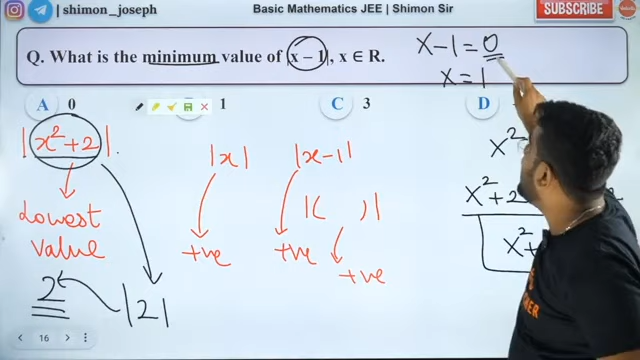 shimon_joseph
Basic Mathematics JEE | Shimon Sir
SUBSCRIBE
Q. What is the minimum value of |x – 1|, x ∈ R.
x-1=0
x=1
A 0
1
C 3
D
|x²+2|
Lowest
value
2
|2|
|x|
+ve
|x-1|
+ve
|( )|
+ve
x²
x²+2
x²+
2
16